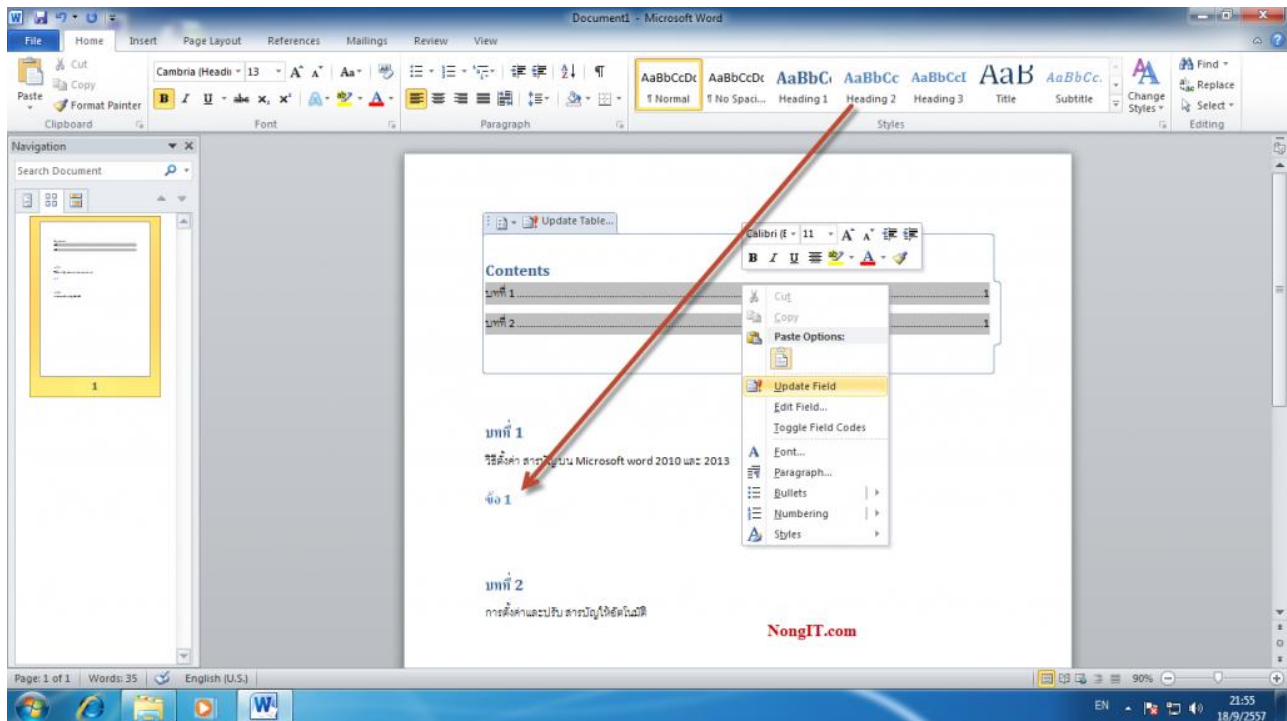 Document1 - Microsoft Word
File Home Insert Page Layout References Mailings Review View
Paste
Cut
Copy
Format Painter
Clipboard
Cambria (Headi 13
Font
Paragraph
AaBbCcDc AaBbCcDc AaBbC AaBbCc AaBbCcI AaB AaBbCc.
¶ Normal ¶ No Spaci... Heading 1 Heading 2 Heading 3 Title Subtitle
Change Styles
Styles
Find
Replace
Select
Editing
Navigation
Search Document
1
Update Table...
Contents
บทที่ 1 1
บทที่ 2 1
Calibri (E 11
Cut
Copy
Paste Options:
Update Field
Edit Field...
Toggle Field Codes
Font...
Paragraph...
Bullets
Numbering
Styles
บทที่ 1
วิธีตั้งค่า สารบัญบน Microsoft word 2010 และ 2013
ข้อ 1
บทที่ 2
การตั้งค่าและปรับ สารบัญให้อัตโนมัติ
NongIT.com
Page: 1 of 1 Words: 35 English (U.S.) 90%
EN 21:55
18/9/2557